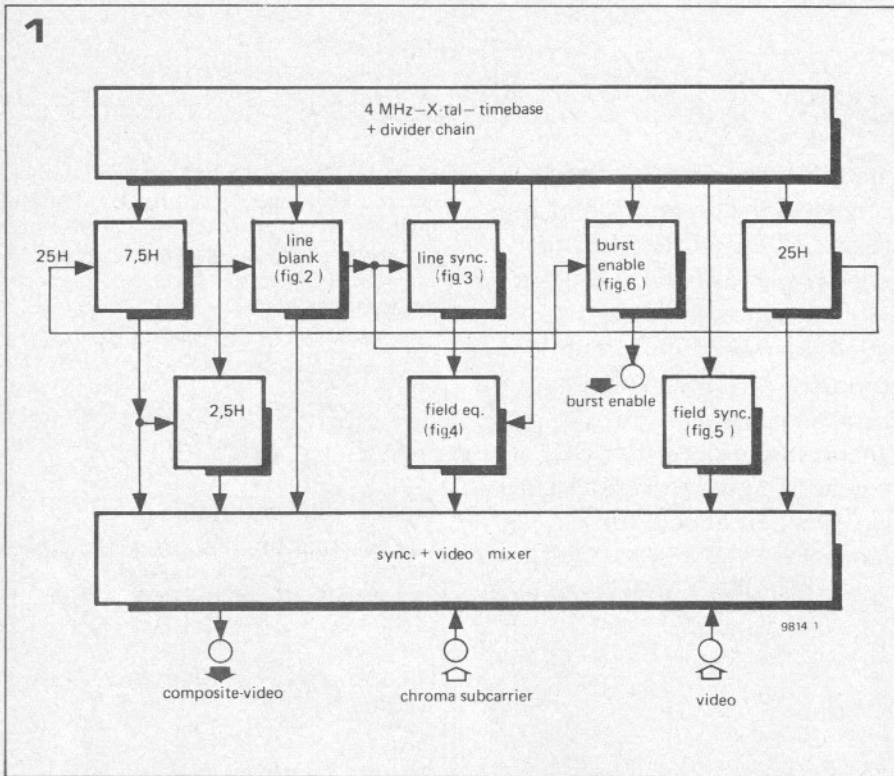 1
4 MHz–X·tal–timebase
+ divider chain
25H
7,5H
line
blank
(fig.2)
line sync.
(fig.3)
burst
enable
(fig.6)
25H
2,5H
field eq.
(fig4)
burst enable
field sync.
(fig.5)
sync. + video mixer
9814 1
composite-video
chroma subcarrier
video